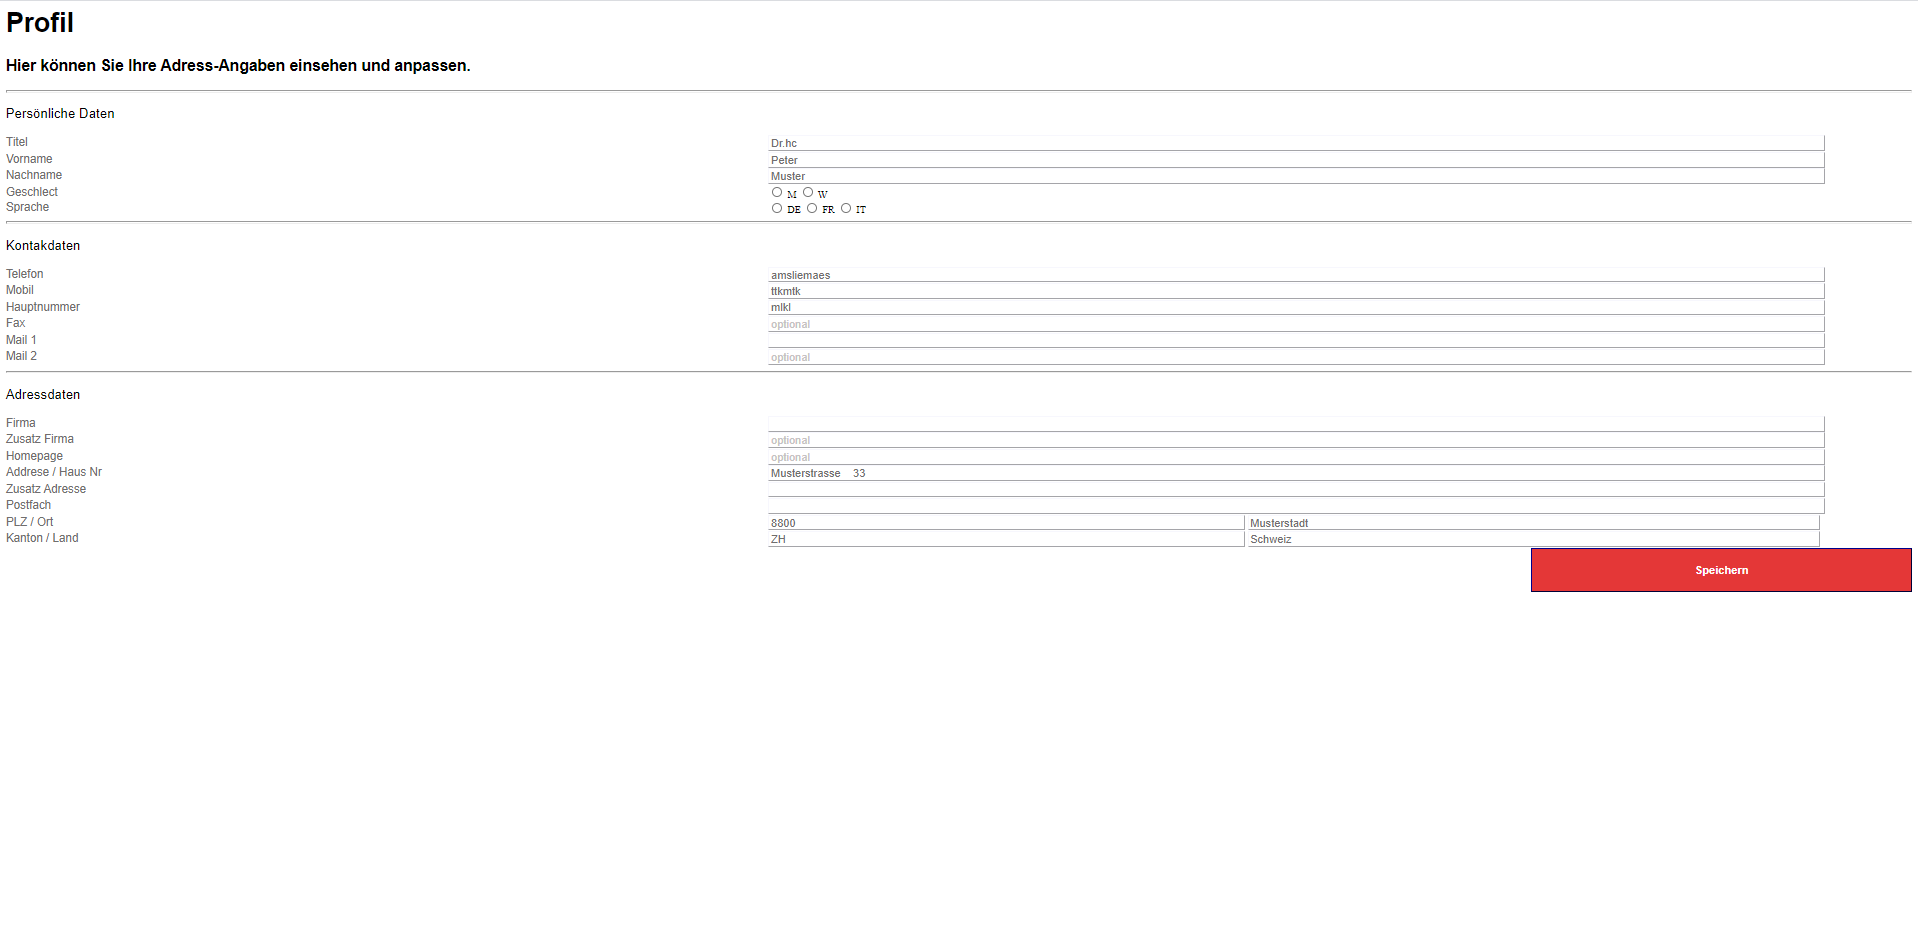 Profil
Hier können Sie Ihre Adress-Angaben einsehen und anpassen.
Persönliche Daten
Titel Dr.hc
Vorname Peter
Nachname Muster
Geschlect M W
Sprache DE FR IT
Kontakdaten
Telefon amsliemaes
Mobil ttkmtk
Hauptnummer mlkl
Fax optional
Mail 1
Mail 2 optional
Adressdaten
Firma
Zusatz Firma optional
Homepage optional
Addrese / Haus Nr Musterstrasse 33
Zusatz Adresse
Postfach
PLZ / Ort 8800 Musterstadt
Kanton / Land ZH Schweiz
Speichern